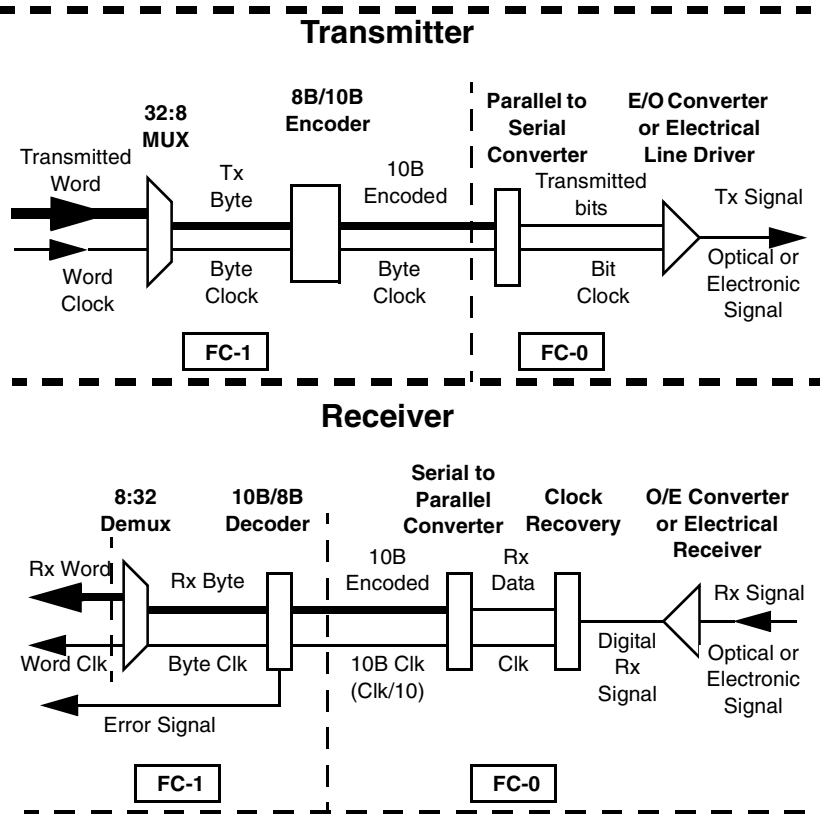 Transmitter
32:8
MUX
8B/10B
Encoder
Parallel to
Serial
Converter
E/O Converter
or Electrical
Line Driver
Transmitted
Word
Tx
Byte
10B
Encoded
Transmitted
bits
Tx Signal
Word
Clock
Byte
Clock
Byte
Clock
Bit
Clock
Optical or
Electronic
Signal
FC-1
FC-0
Receiver
8:32
Demux
10B/8B
Decoder
Serial to
Parallel
Converter
Clock
Recovery
O/E Converter
or Electrical
Receiver
Rx Word
Rx Byte
10B
Encoded
Rx
Data
Rx Signal
Word Clk
Byte Clk
10B Clk
(Clk/10)
Clk
Digital
Rx
Signal
Optical or
Electronic
Signal
Error Signal
FC-1
FC-0